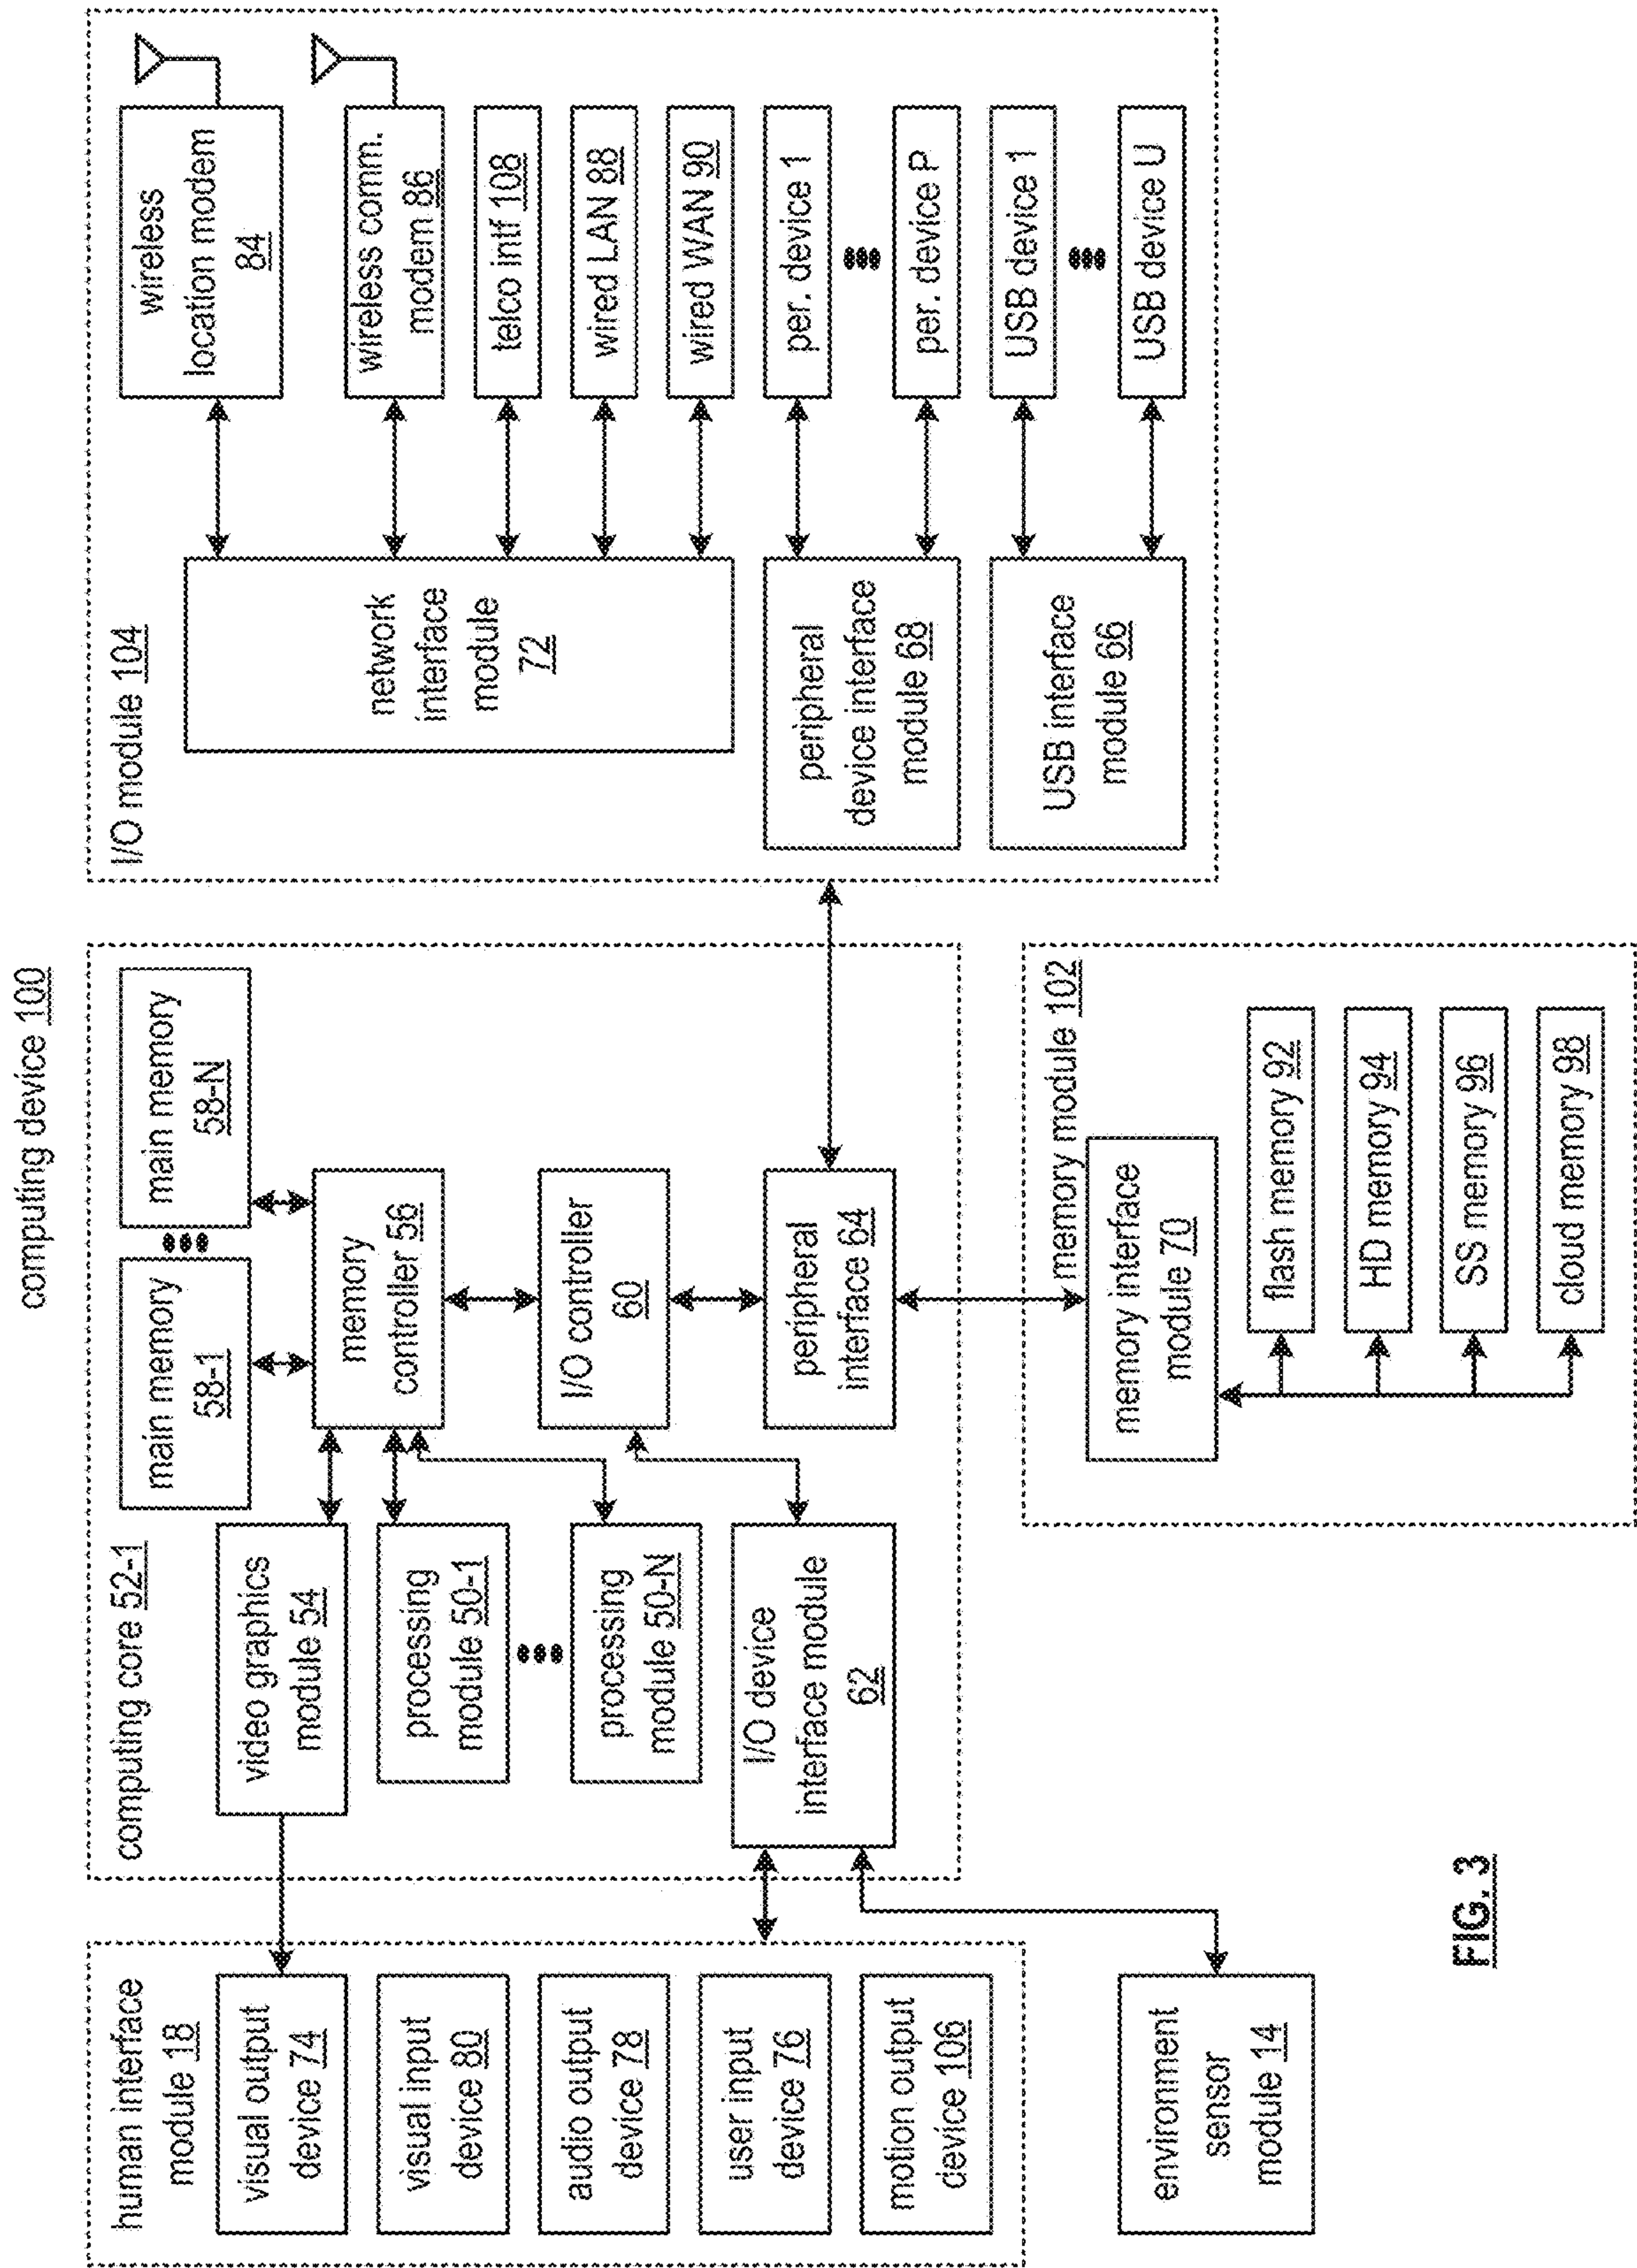 computing device 100
human interface
module 18
visual output
device 74
visual input
device 80
audio output
device 78
user input
device 76
motion output
device 106
environment
sensor
module 14
computing core 52-1
video graphics
module 54
processing
module 50-1
processing
module 50-N
I/O device
interface module
62
main memory
58-1
main memory
58-N
memory
controller 56
I/O controller
60
peripheral
interface 64
memory module 102
memory interface
module 70
flash memory 92
HD memory 94
SS memory 96
cloud memory 98
I/O module 104
network
interface
module
72
peripheral
device interface
module 68
USB interface
module 66
wireless
location modem
84
wireless comm.
modem 86
telco intf 108
wired LAN 88
wired WAN 90
per. device 1
per. device P
USB device 1
USB device U
FIG. 3